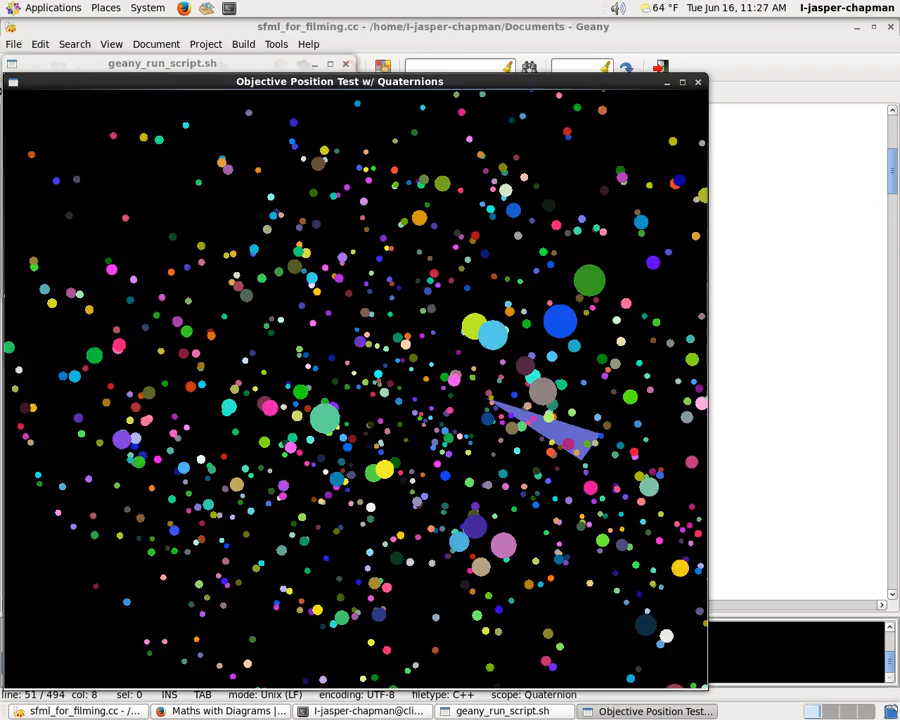 Applications Places System 64 °F Tue Jun 16, 11:27 AM l-jasper-chapman
sfml_for_filming.cc - /home/l-jasper-chapman/Documents - Geany
File Edit Search View Document Project Build Tools Help
geany_run_script.sh
Objective Position Test w/ Quaternions
line: 51 / 494 col: 8 sel: 0 INS TAB mode: Unix (LF) encoding: UTF-8 filetype: C++ scope: Quaternion
sfml_for_filming.cc - /... Maths with Diagrams |... l-jasper-chapman@cli... geany_run_script.sh Objective Position Test...